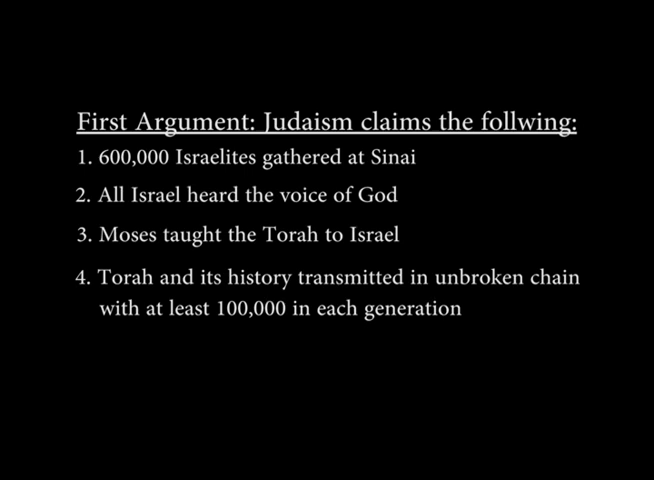 First Argument: Judaism claims the follwing:
1. 600,000 Israelites gathered at Sinai
2. All Israel heard the voice of God
3. Moses taught the Torah to Israel
4. Torah and its history transmitted in unbroken chain
with at least 100,000 in each generation